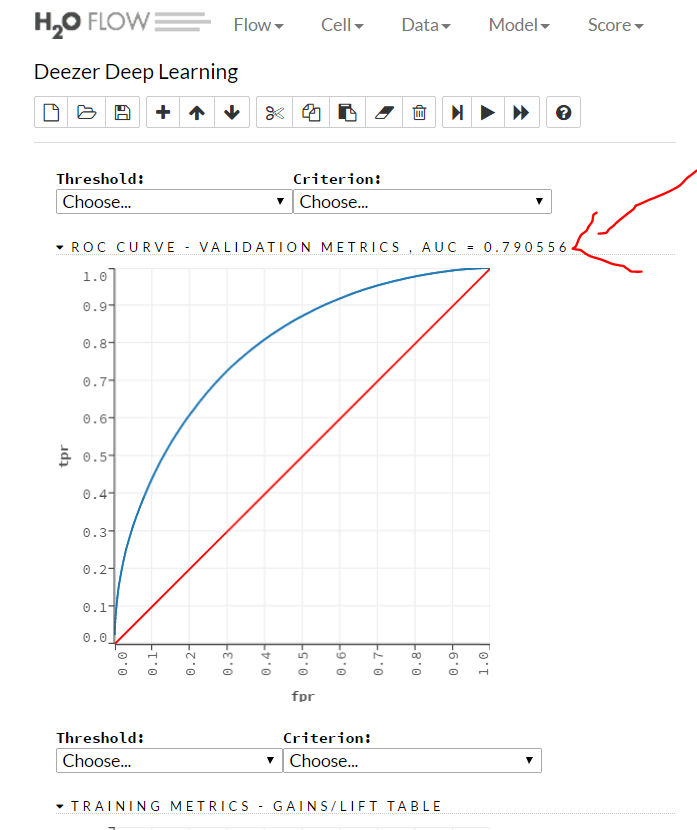 H2O FLOW Flow Cell Data Model Score
Deezer Deep Learning
Threshold: Criterion:
Choose... Choose...
ROC CURVE - VALIDATION METRICS , AUC = 0.790556
1.0
0.9
0.8
0.7
0.6
0.5
0.4
0.3
0.2
0.1
0.0
tpr
0.0 0.1 0.2 0.3 0.4 0.5 0.6 0.7 0.8 0.9 1.0
fpr
Threshold: Criterion:
Choose... Choose...
TRAINING METRICS - GAINS/LIFT TABLE